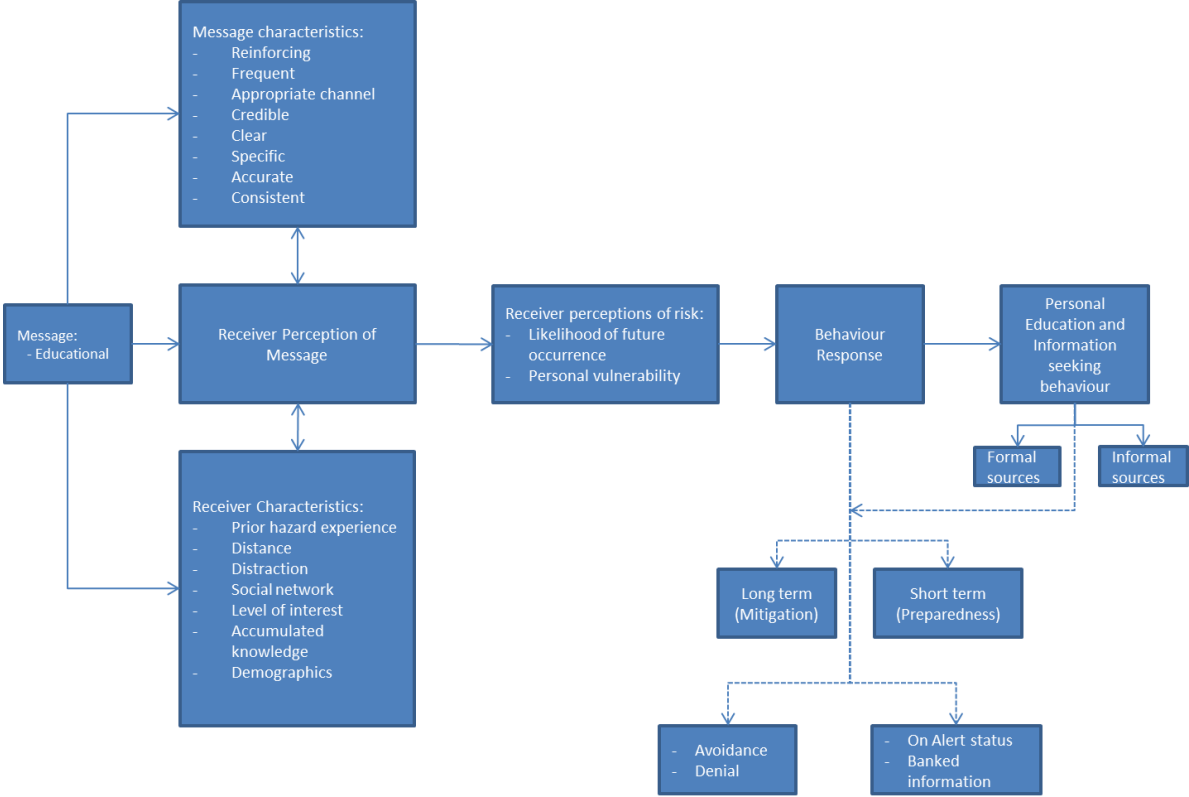 Message characteristics:
- Reinforcing
- Frequent
- Appropriate channel
- Credible
- Clear
- Specific
- Accurate
- Consistent
Message:
- Educational
Receiver Perception of
Message
Receiver perceptions of risk:
- Likelihood of future
occurrence
- Personal vulnerability
Behaviour
Response
Personal
Education and
Information
seeking
behaviour
Formal
sources
Informal
sources
Receiver Characteristics:
- Prior hazard experience
- Distance
- Distraction
- Social network
- Level of interest
- Accumulated
knowledge
- Demographics
Long term
(Mitigation)
Short term
(Preparedness)
- Avoidance
- Denial
- On Alert status
- Banked
information